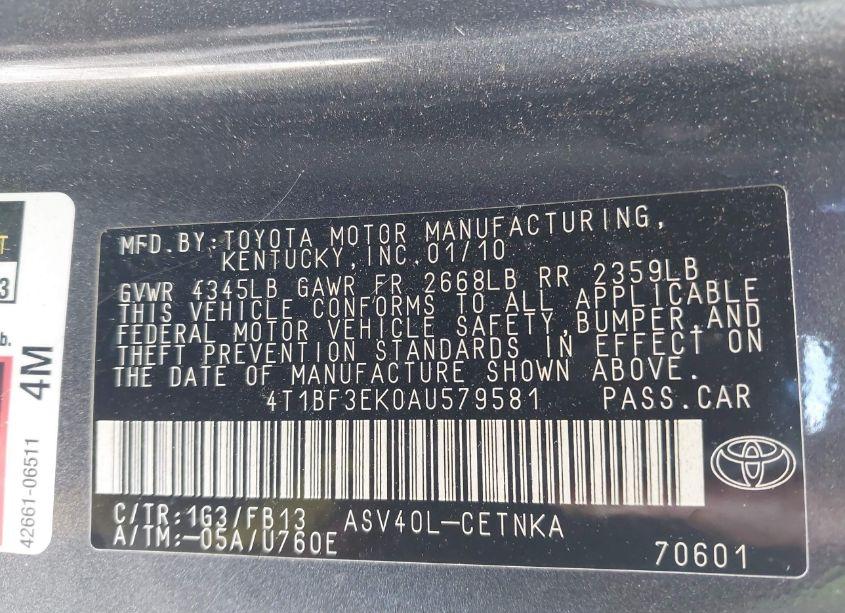 T
3
b.
4M
42661-06511
MFD.BY:TOYOTA MOTOR MANUFACTURING,
KENTUCKY,INC.01/10
GVWR 4345LB GAWR FR 2668LB RR 2359LB
THIS VEHICLE CONFORMS TO ALL APPLICABLE
FEDERAL MOTOR VEHICLE SAFETY,BUMPER,AND
THEFT PREVENTION STANDARDS IN EFFECT ON
THE DATE OF MANUFACTURE SHOWN ABOVE.
4T1BF3EK0AU579581 PASS.CAR
C/TR:1G3/FB13 ASV40L-CETNKA
A/TM:-05A/U760E
70601